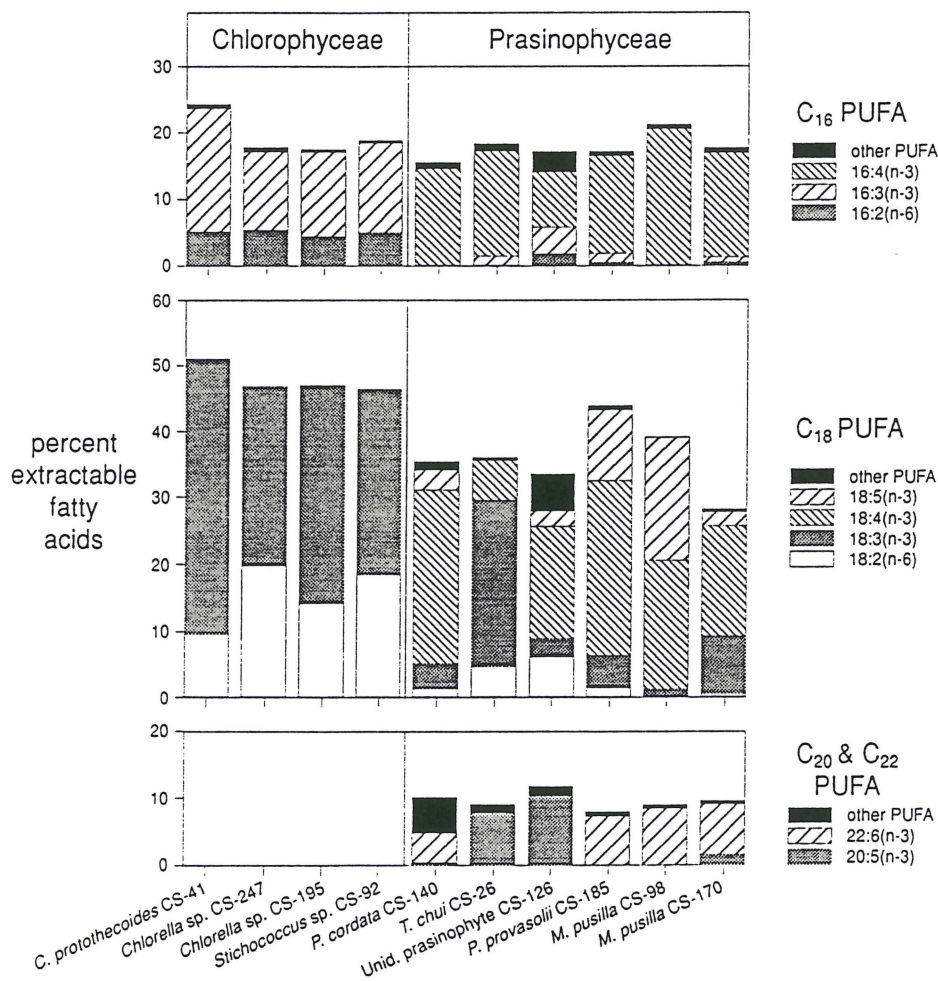 Chlorophyceae Prasinophyceae
30
20
10
0
C16 PUFA
other PUFA
16:4(n-3)
16:3(n-3)
16:2(n-6)
percent
extractable
fatty
acids
60
50
40
30
20
10
0
C18 PUFA
other PUFA
18:5(n-3)
18:4(n-3)
18:3(n-3)
18:2(n-6)
20
10
0
C20 & C22
PUFA
other PUFA
22:6(n-3)
20:5(n-3)
C. protothecoides CS-41
Chlorella sp. CS-247
Chlorella sp. CS-195
Stichococcus sp. CS-92
P. cordata CS-140
T. chui CS-26
Unid. prasinophyte CS-126
P. provasolii CS-185
M. pusilla CS-98
M. pusilla CS-170